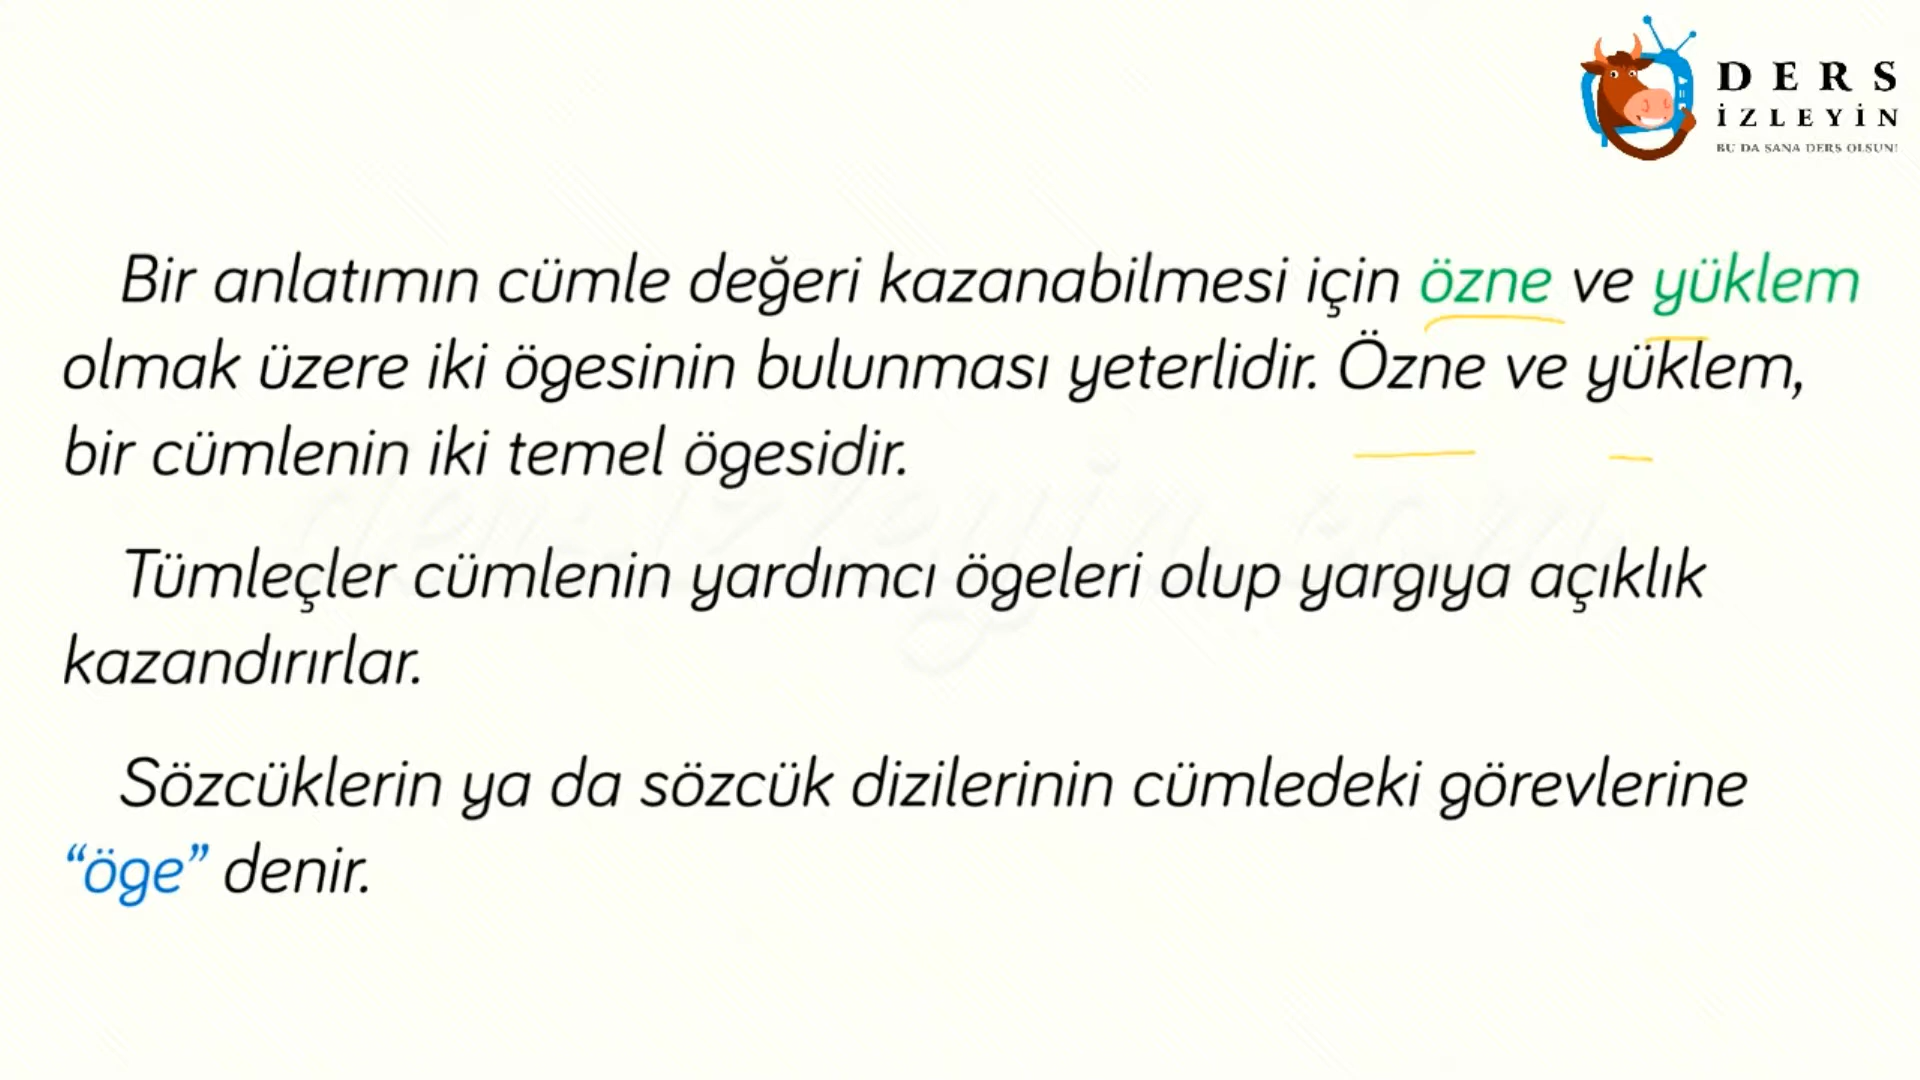 DERS
İZLEYİN
BU DA SANA DERS OLSUN!
Bir anlatımın cümle değeri kazanabilmesi için özne ve yüklem
olmak üzere iki ögesinin bulunması yeterlidir. Özne ve yüklem,
bir cümlenin iki temel ögesidir.
Tümleçler cümlenin yardımcı ögeleri olup yargıya açıklık
kazandırırlar.
Sözcüklerin ya da sözcük dizilerinin cümledeki görevlerine
“öge” denir.
dersizleyin.com